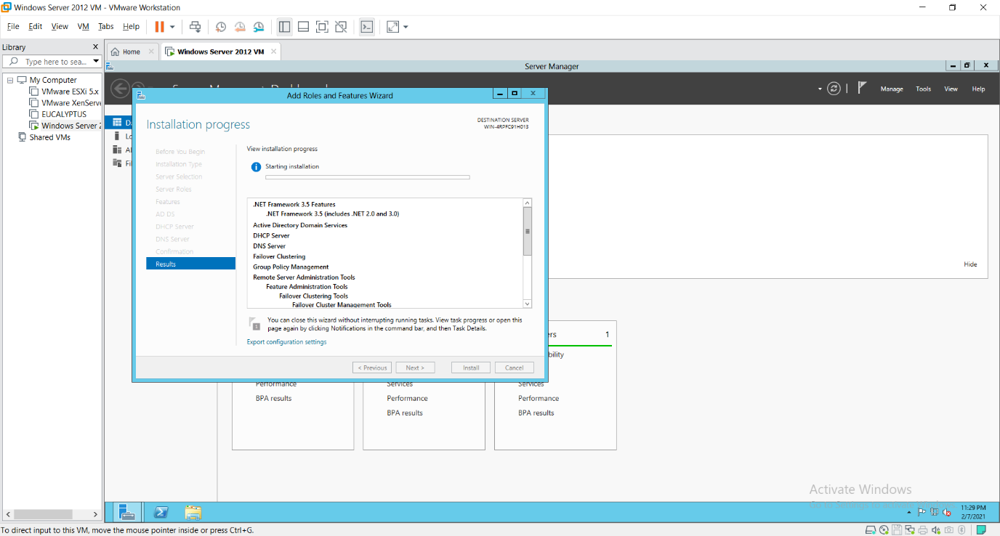 Windows Server 2012 VM - VMware Workstation
File Edit View VM Tabs Help
Library
Home
Windows Server 2012 VM
Type here to sea...
Server Manager
My Computer
VMware ESXi 5.x
VMware XenServe
EUCALYPTUS
Windows Server 2
Shared VMs
Manage Tools View Help
Add Roles and Features Wizard
Installation progress
DESTINATION SERVER
WIN-4RPFC91H013
Before You Begin
Installation Type
Server Selection
Server Roles
Features
AD DS
DHCP Server
DNS Server
Confirmation
Results
View installation progress
Starting installation
.NET Framework 3.5 Features
.NET Framework 3.5 (includes .NET 2.0 and 3.0)
Active Directory Domain Services
DHCP Server
DNS Server
Failover Clustering
Group Policy Management
Remote Server Administration Tools
Feature Administration Tools
Failover Clustering Tools
Failover Cluster Management Tools
1
You can close this wizard without interrupting running tasks. View task progress or open this
page again by clicking Notifications in the command bar, and then Task Details.
Export configuration settings
< Previous
Next >
Install
Cancel
Hide
ers 1
bility
Performance
BPA results
Services
Performance
BPA results
Services
Performance
BPA results
Activate Windows
11:29 PM
2/7/2021
To direct input to this VM, move the mouse pointer inside or press Ctrl+G.